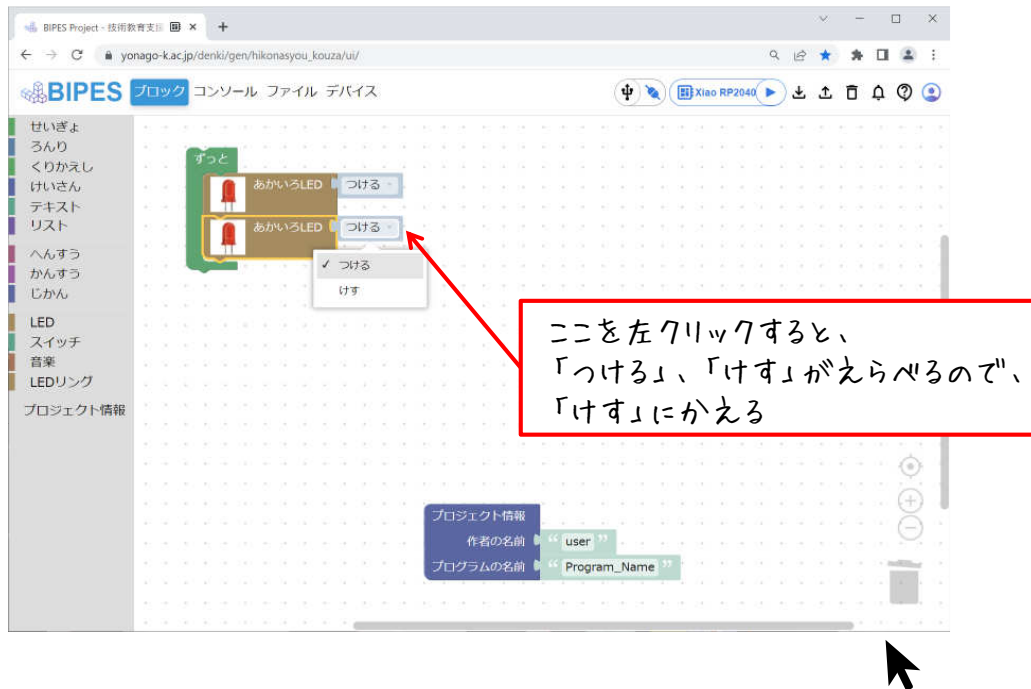 BIPES Project - 技術教育支
yonago-k.ac.jp/denki/gen/hikonasyou_kouza/ui/
BIPES ブロック コンソール ファイル デバイス Xiao RP2040
せいぎょ
ろんり
くりかえし
けいさん
テキスト
リスト
へんすう
かんすう
じかん
LED
スイッチ
音楽
LEDリング
プロジェクト情報
ずっと
あかいろLED つける
あかいろLED つける
✓ つける
けす
ここを左クリックすると、
「つける」、「けす」がえらべるので、
「けす」にかえる
プロジェクト情報
作者の名前 “ user ”
プログラムの名前 “ Program_Name ”